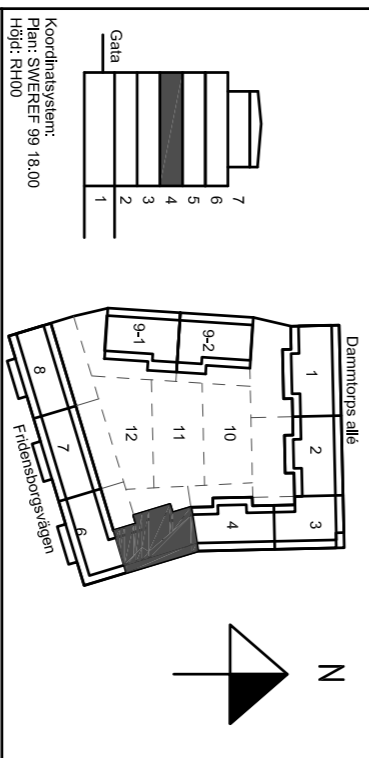 Koordinatsystem:
Plan: SWEREF 99 18.00
Höjd: RH00
Gata
1
2
3
4
5
6
7
Dammtorps allé
1
2
3
4
6
7
8
9-1
9-2
10
11
12
Fridensborgsvägen
N